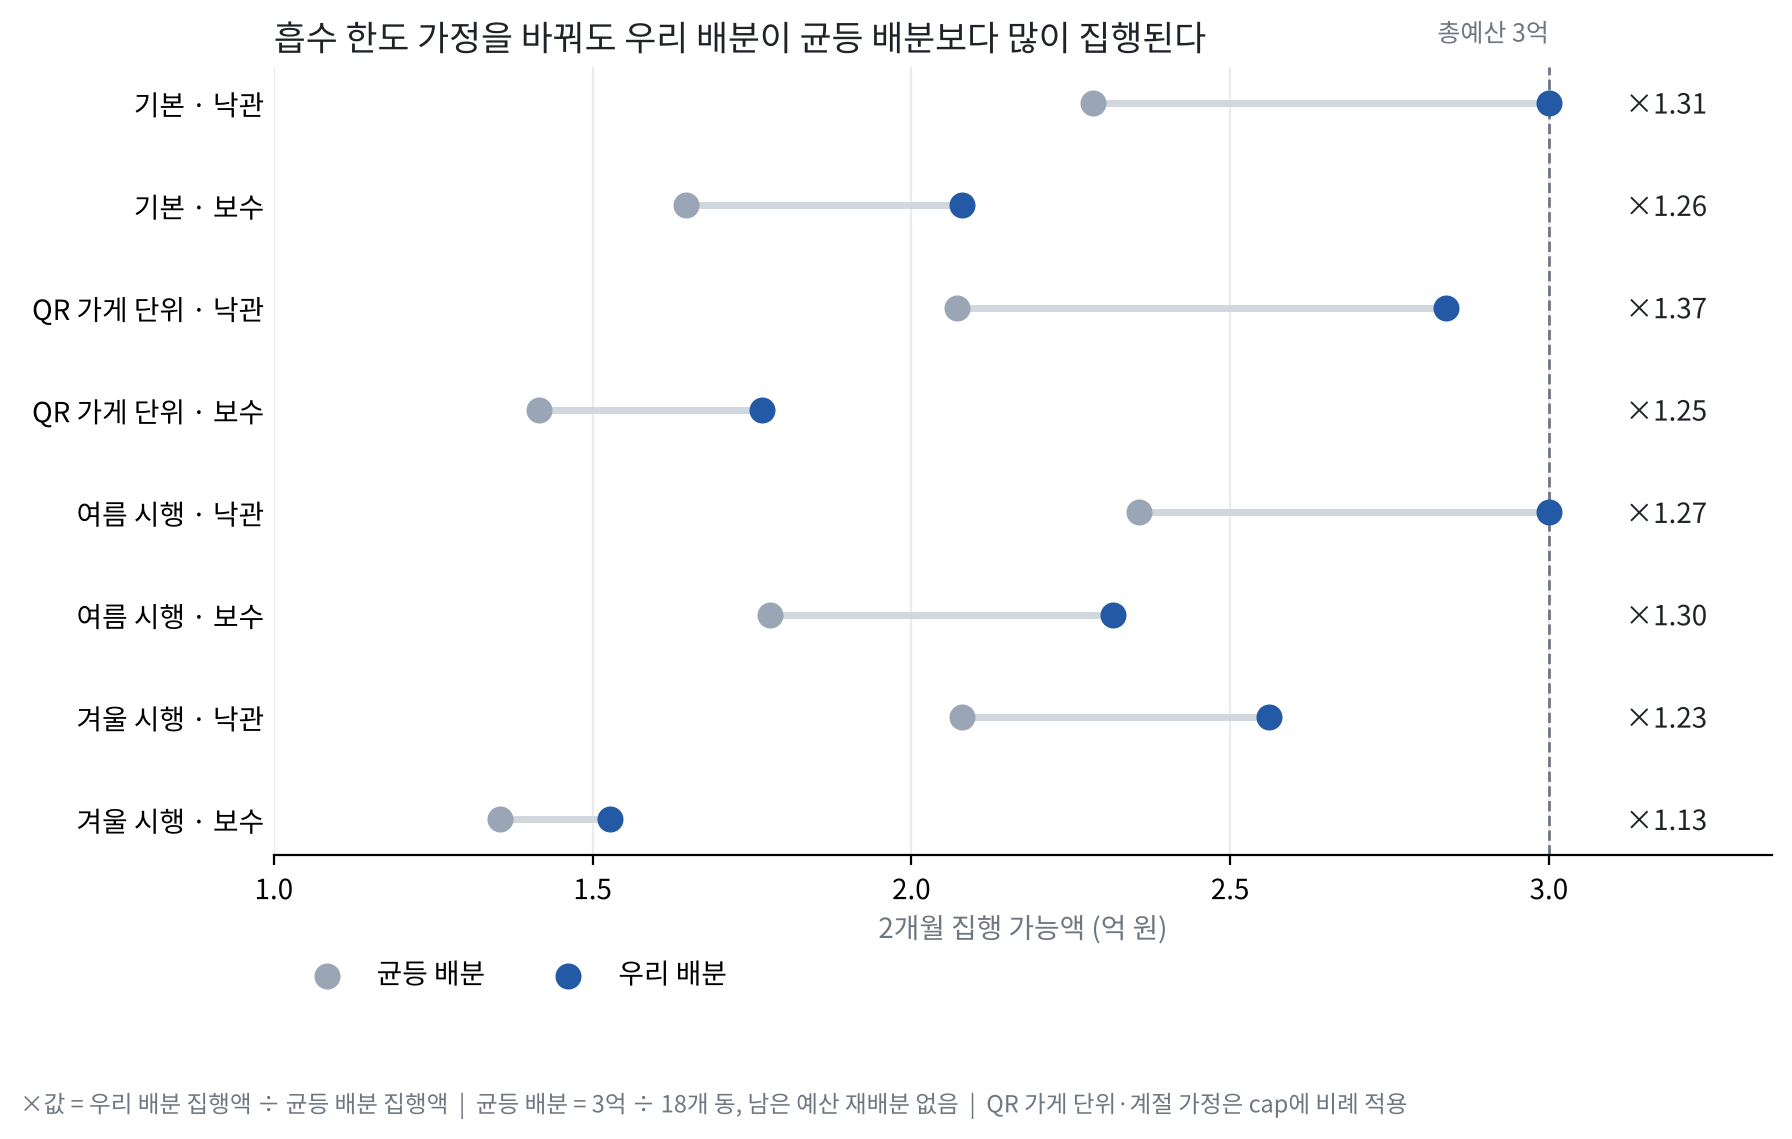 흡수 한도 가정을 바꿔도 우리 배분이 균등 배분보다 많이 집행된다
총예산 3억
기본 · 낙관 ×1.31
기본 · 보수 ×1.26
QR 가게 단위 · 낙관 ×1.37
QR 가게 단위 · 보수 ×1.25
여름 시행 · 낙관 ×1.27
여름 시행 · 보수 ×1.30
겨울 시행 · 낙관 ×1.23
겨울 시행 · 보수 ×1.13
1.0 1.5 2.0 2.5 3.0
2개월 집행 가능액 (억 원)
균등 배분 우리 배분
×값 = 우리 배분 집행액 ÷ 균등 배분 집행액 | 균등 배분 = 3억 ÷ 18개 동, 남은 예산 재배분 없음 | QR 가게 단위·계절 가정은 cap에 비례 적용